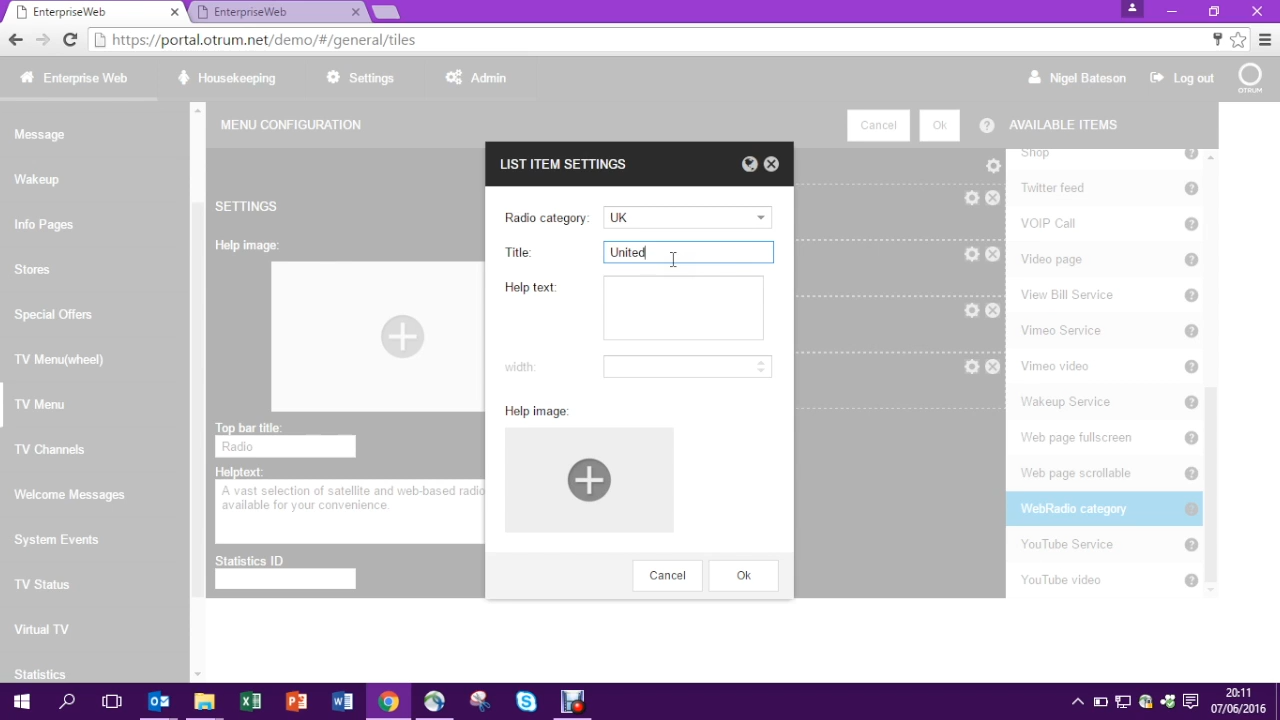 EnterpriseWeb
EnterpriseWeb
https://portal.otrum.net/demo/#/general/tiles
Enterprise Web
Housekeeping
Settings
Admin
Nigel Bateson
Log out
OTRUM
Message
Wakeup
Info Pages
Stores
Special Offers
TV Menu(wheel)
TV Menu
TV Channels
Welcome Messages
System Events
TV Status
Virtual TV
Statistics
MENU CONFIGURATION
Cancel
Ok
SETTINGS
Help image:
Top bar title:
Radio
Helptext:
A vast selection of satellite and web-based radio
available for your convenience.
Statistics ID
LIST ITEM SETTINGS
Radio category:
UK
Title:
United
Help text:
width:
Help image:
Cancel
Ok
AVAILABLE ITEMS
Shop
Twitter feed
VOIP Call
Video page
View Bill Service
Vimeo Service
Vimeo video
Wakeup Service
Web page fullscreen
Web page scrollable
WebRadio category
YouTube Service
YouTube video
20:11
07/06/2016